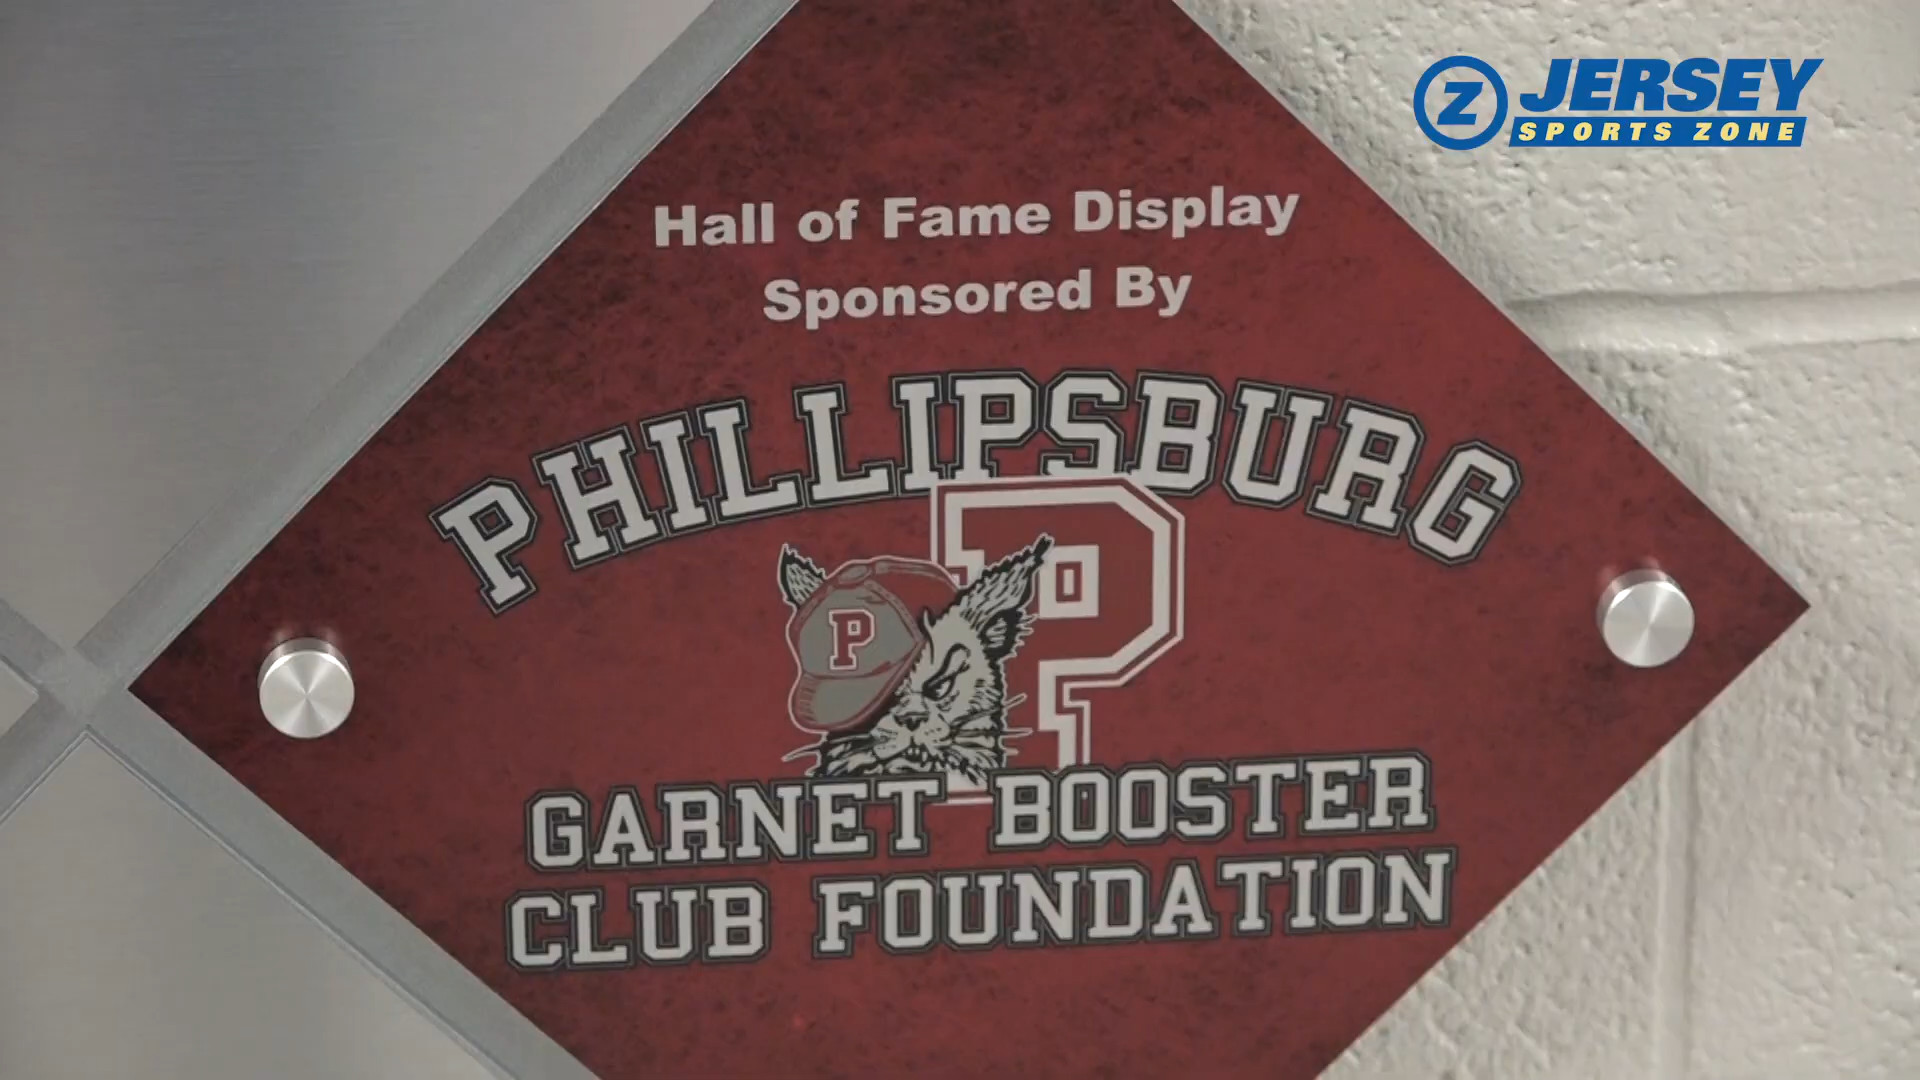 Z JERSEY
SPORTS ZONE
Hall of Fame Display
Sponsored By
PHILLIPSBURG
P
P
GARNET BOOSTER
CLUB FOUNDATION